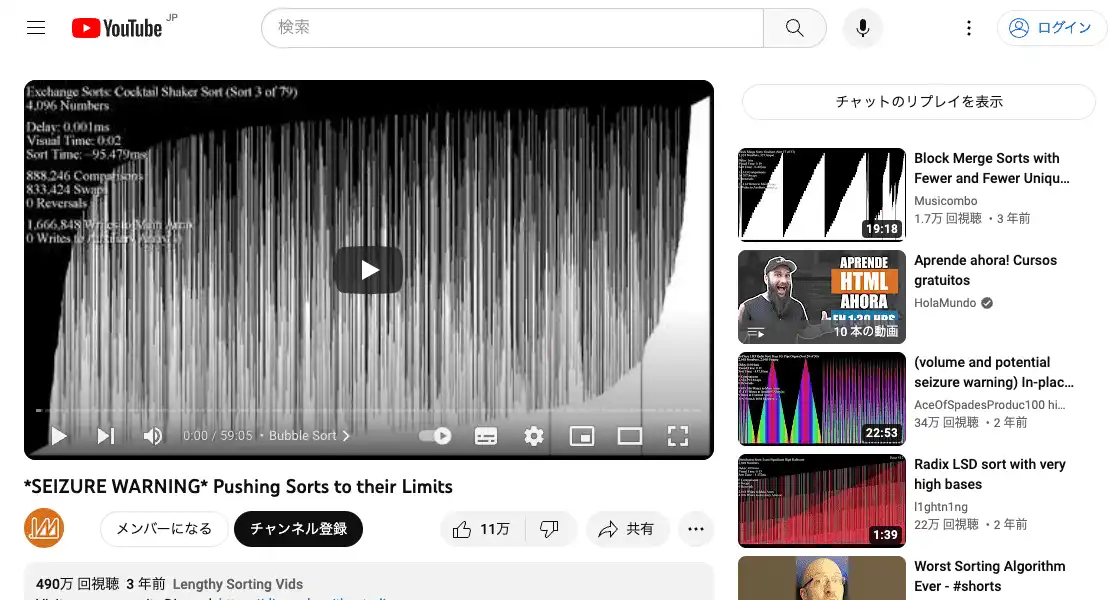 YouTube JP
検索
ログイン
Exchange Sorts: Cocktail Shaker Sort (Sort 3 of 79)
4,096 Numbers
Delay: 0.001ms
Visual Time: 0:02
Sort Time: ~95.479ms
888,246 Comparisons
833,424 Swaps
0 Reversals
1,666,848 Writes to Main Array
0 Writes to Auxiliary Array(s)
0:00 / 59:05 • Bubble Sort
*SEIZURE WARNING* Pushing Sorts to their Limits
メンバーになる
チャンネル登録
11万
共有
490万 回視聴 3 年前 Lengthy Sorting Vids
チャットのリプレイを表示
19:18
Block Merge Sorts with
Fewer and Fewer Uniqu...
Musicombo
1.7万 回視聴 ・3 年前
APRENDE
HTML
AHORA
EN 1:30 HRS
10 本の動画
Aprende ahora! Cursos
gratuitos
HolaMundo
22:53
(volume and potential
seizure warning) In-plac...
AceOfSpadesProduc100 hi...
34万 回視聴 ・2 年前
1:39
Radix LSD sort with very
high bases
l1ghtn1ng
22万 回視聴 ・2 年前
Worst Sorting Algorithm
Ever - #shorts